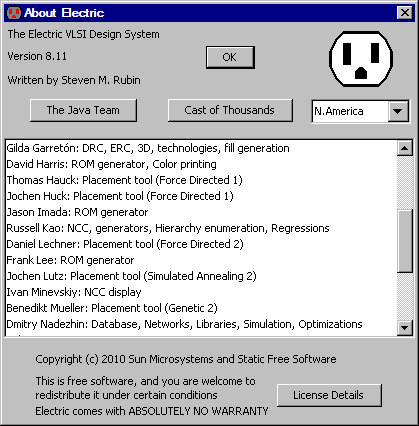 About Electric
The Electric VLSI Design System
Version 8.11
OK
Written by Steven M. Rubin
The Java Team
Cast of Thousands
N.America
Gilda Garretón: DRC, ERC, 3D, technologies, fill generation
David Harris: ROM generator, Color printing
Thomas Hauck: Placement tool (Force Directed 1)
Jochen Huck: Placement tool (Force Directed 1)
Jason Imada: ROM generator
Russell Kao: NCC, generators, Hierarchy enumeration, Regressions
Daniel Lechner: Placement tool (Force Directed 2)
Frank Lee: ROM generator
Jochen Lutz: Placement tool (Simulated Annealing 2)
Ivan Minevskiy: NCC display
Benedikt Mueller: Placement tool (Genetic 2)
Dmitry Nadezhin: Database, Networks, Libraries, Simulation, Optimizations
Copyright (c) 2010 Sun Microsystems and Static Free Software
This is free software, and you are welcome to
redistribute it under certain conditions
License Details
Electric comes with ABSOLUTELY NO WARRANTY